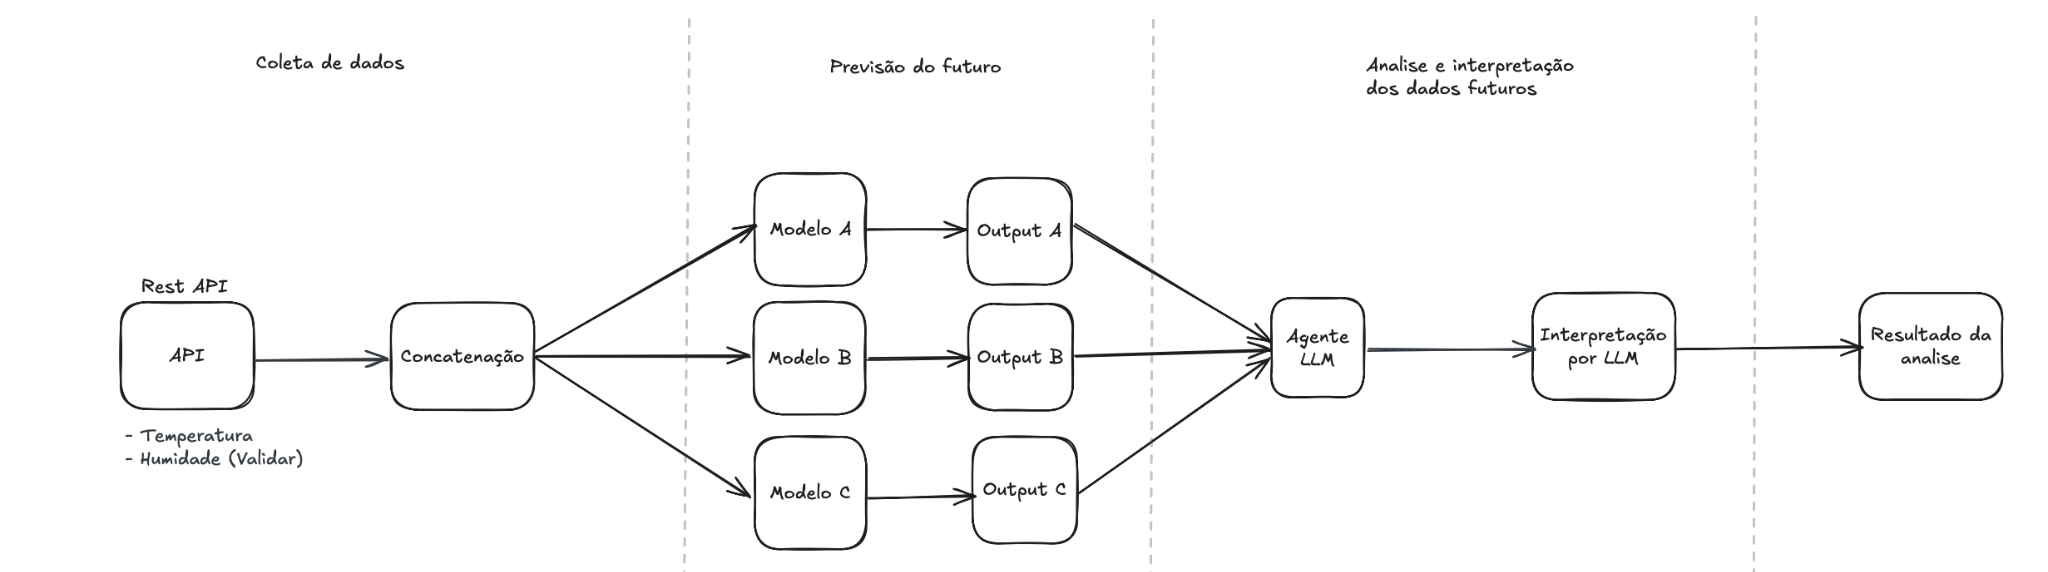 Coleta de dados
Previsão do futuro
Analise e interpretação
dos dados futuros
Rest API
API
- Temperatura
- Humidade (Validar)
Concatenação
Modelo A
Output A
Modelo B
Output B
Modelo C
Output C
Agente
LLM
Interpretação
por LLM
Resultado da
analise